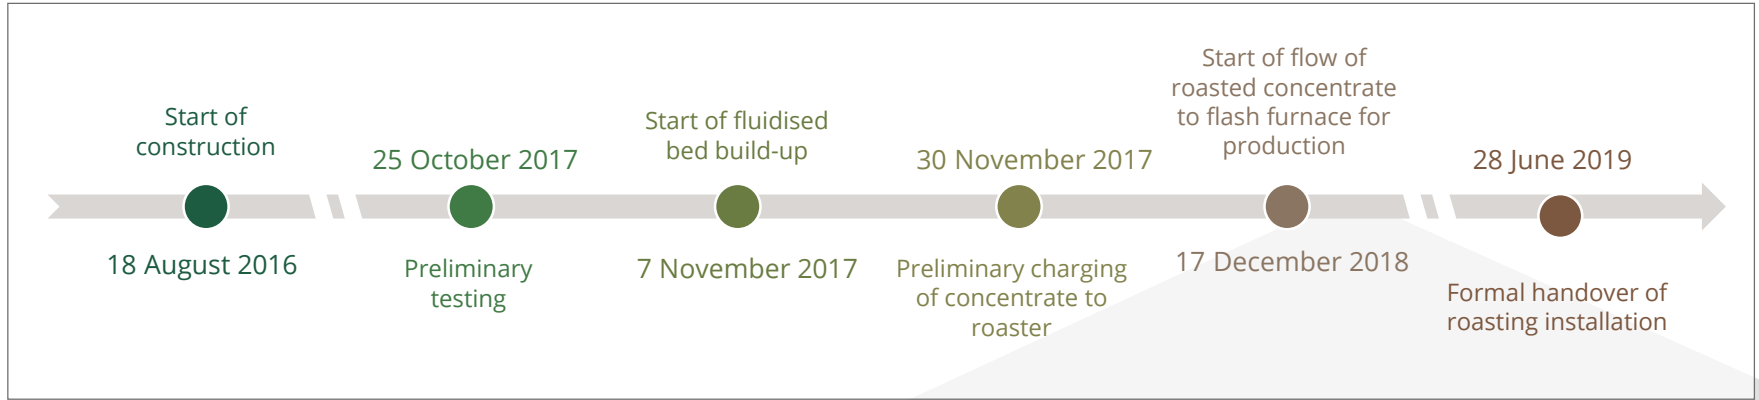 Start of
construction
18 August 2016
25 October 2017
Preliminary
testing
Start of fluidised
bed build-up
7 November 2017
30 November 2017
Preliminary charging
of concentrate to
roaster
Start of flow of
roasted concentrate
to flash furnace for
production
17 December 2018
28 June 2019
Formal handover of
roasting installation